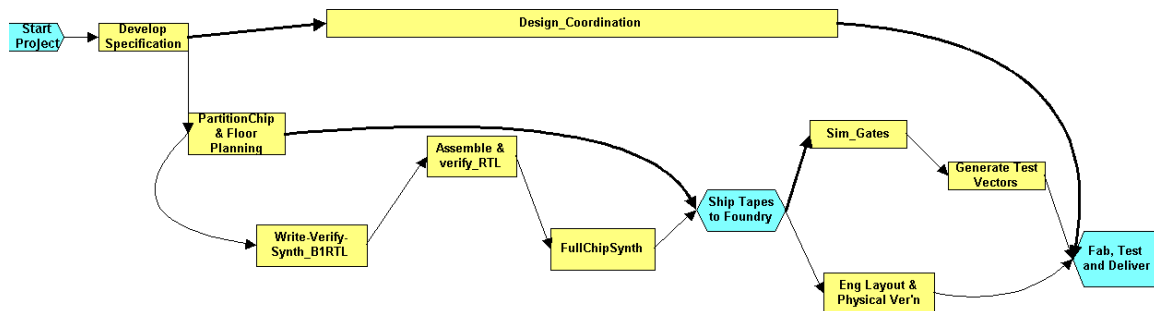 Start
Project
Develop
Specification
Design_Coordination
PartitionChip
& Floor
Planning
Assemble &
verify_RTL
Write-Verify-
Synth_B1RTL
FullChipSynth
Ship Tapes
to Foundry
Sim_Gates
Generate Test
Vectors
Eng Layout &
Physical Ver'n
Fab, Test
and Deliver